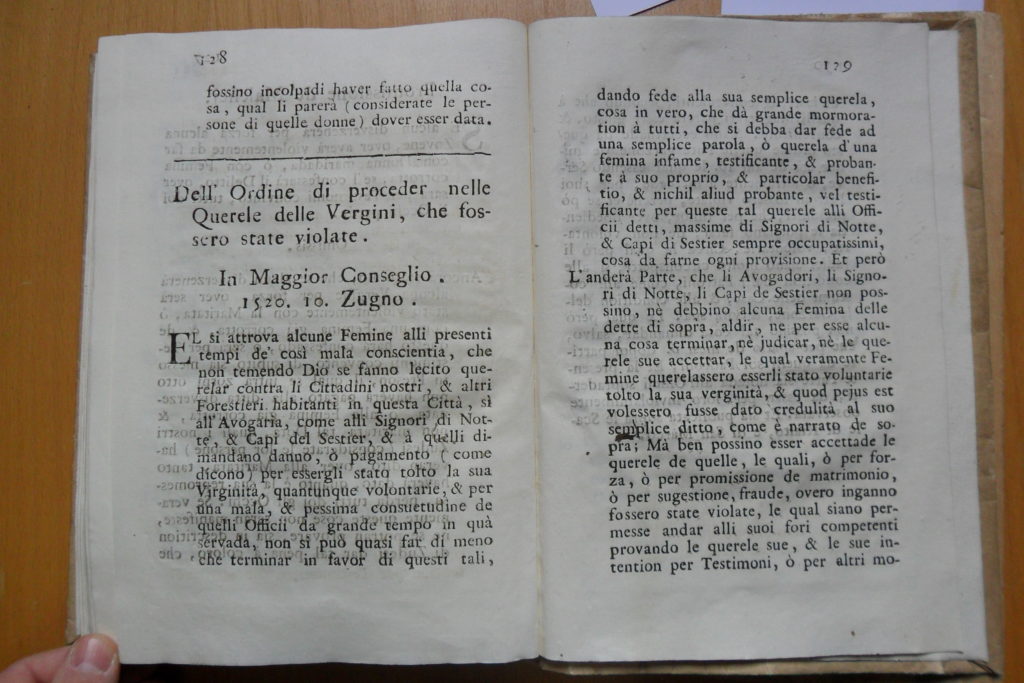 128
fossino incolpadi haver fatto quella co-
sa, qual li parerà (considerate le per-
sone di quelle donne) dover esser data.
Dell' Ordine di proceder nelle
Querele delle Vergini, che fos-
sero state violate.
In Maggior Conseglio.
1520. 10. Zugno.
EL si attrova alcune Femine alli presenti
tempi de' così mala conscientia, che
non temendo Dio se fanno lecito que-
relar contra li Cittadini nostri, & altri
Forestieri habitanti in questa Città, sì
all'Avogaria, come alli Signori di Not-
te, & Capi del Sestier, & à quelli di-
mandano danno, ò pagamento (come
dicono) per essergli stato tolto la sua
Virginità, quantunque volontarie, & per
una mala, & pessima consuetudine de
quelli Officii da grande tempo in quà
servada, non si può quasi far di meno
che terminar in favor di questi tali,
129
dando fede alla sua semplice querela,
cosa in vero, che dà grande mormora-
tion à tutti, che si debba dar fede ad
una semplice parola, ò querela d'una
femina infame, testificante, & proban-
te à suo proprio, & particolar benefi-
tio, & nichil aliud probante, vel testi-
ficante per queste tal querele alli Offi-
cii detti, massime di Signori di Notte,
& Capi di Sestier sempre occupatissimi,
cosa da farne ogni provisione. Et però
L'anderà Parte, che li Avogadori, li Signo-
ri di Notte, li Capi de Sestier non pos-
sino, nè debbino alcuna Femina delle
dette di sopra, aldir, ne per esse alcu-
na cosa terminar, nè judicar, nè le que-
rele sue accettar, le qual veramente Fe-
mine querelassero esserli stato voluntarie
tolto la sua verginità, & quod pejus est
volessero fusse dato credulità al suo
semplice ditto, come è narrato de so-
pra; Mà ben possino esser accettade le
querele de quelle, le quali, ò per for-
za, ò per promissione de matrimonio,
ò per sugestione, fraude, overo inganno
fossero state violate, le qual siano per-
messe andar alli suoi fori competenti
provando le querele sue, & le sue in-
tention per Testimoni, ò per altri mo-